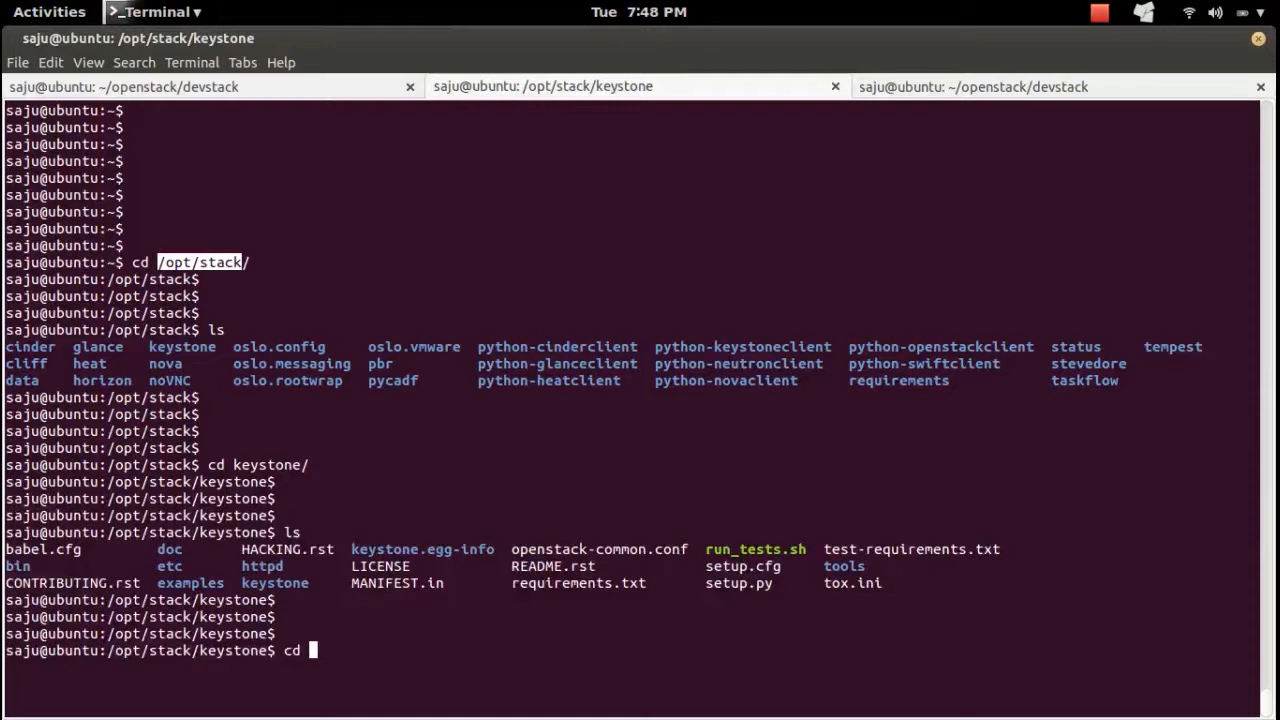 Activities Terminal Tue 7:48 PM
saju@ubuntu: /opt/stack/keystone
File Edit View Search Terminal Tabs Help
saju@ubuntu: ~/openstack/devstack saju@ubuntu: /opt/stack/keystone saju@ubuntu: ~/openstack/devstack
saju@ubuntu:~$
saju@ubuntu:~$
saju@ubuntu:~$
saju@ubuntu:~$
saju@ubuntu:~$
saju@ubuntu:~$
saju@ubuntu:~$
saju@ubuntu:~$
saju@ubuntu:~$
saju@ubuntu:~$ cd /opt/stack/
saju@ubuntu:/opt/stack$
saju@ubuntu:/opt/stack$
saju@ubuntu:/opt/stack$
saju@ubuntu:/opt/stack$ ls
cinder glance keystone oslo.config oslo.vmware python-cinderclient python-keystoneclient python-openstackclient status tempest
cliff heat nova oslo.messaging pbr python-glanceclient python-neutronclient python-swiftclient stevedore
data horizon noVNC oslo.rootwrap pycadf python-heatclient python-novaclient requirements taskflow
saju@ubuntu:/opt/stack$
saju@ubuntu:/opt/stack$
saju@ubuntu:/opt/stack$
saju@ubuntu:/opt/stack$
saju@ubuntu:/opt/stack$ cd keystone/
saju@ubuntu:/opt/stack/keystone$
saju@ubuntu:/opt/stack/keystone$
saju@ubuntu:/opt/stack/keystone$
saju@ubuntu:/opt/stack/keystone$ ls
babel.cfg doc HACKING.rst keystone.egg-info openstack-common.conf run_tests.sh test-requirements.txt
bin etc httpd LICENSE README.rst setup.cfg tools
CONTRIBUTING.rst examples keystone MANIFEST.in requirements.txt setup.py tox.ini
saju@ubuntu:/opt/stack/keystone$
saju@ubuntu:/opt/stack/keystone$
saju@ubuntu:/opt/stack/keystone$
saju@ubuntu:/opt/stack/keystone$ cd